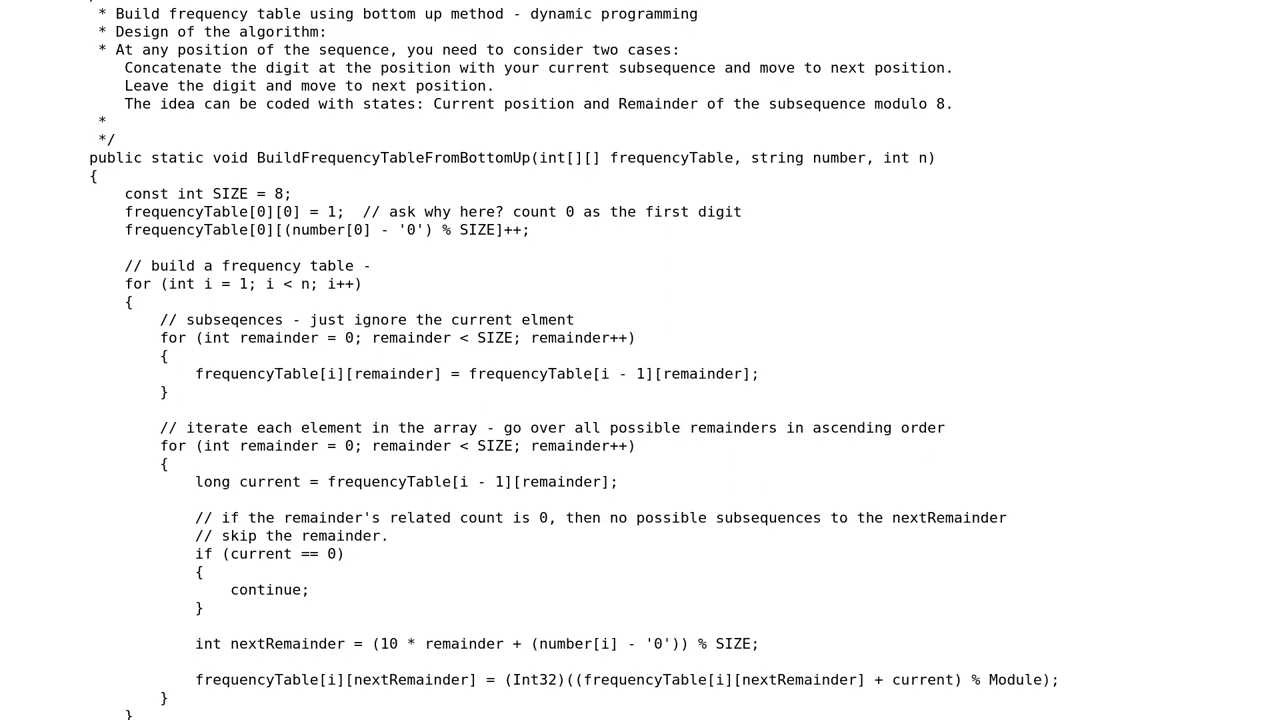 * Build frequency table using bottom up method - dynamic programming
* Design of the algorithm:
* At any position of the sequence, you need to consider two cases:
Concatenate the digit at the position with your current subsequence and move to next position.
Leave the digit and move to next position.
The idea can be coded with states: Current position and Remainder of the subsequence modulo 8.
*
*/
public static void BuildFrequencyTableFromBottomUp(int[][] frequencyTable, string number, int n)
{
const int SIZE = 8;
frequencyTable[0][0] = 1;  // ask why here? count 0 as the first digit
frequencyTable[0][(number[0] - '0') % SIZE]++;
// build a frequency table -
for (int i = 1; i < n; i++)
{
// subseqences - just ignore the current elment
for (int remainder = 0; remainder < SIZE; remainder++)
{
frequencyTable[i][remainder] = frequencyTable[i - 1][remainder];
}
// iterate each element in the array - go over all possible remainders in ascending order
for (int remainder = 0; remainder < SIZE; remainder++)
{
long current = frequencyTable[i - 1][remainder];
// if the remainder's related count is 0, then no possible subsequences to the nextRemainder
// skip the remainder.
if (current == 0)
{
continue;
}
int nextRemainder = (10 * remainder + (number[i] - '0')) % SIZE;
frequencyTable[i][nextRemainder] = (Int32)((frequencyTable[i][nextRemainder] + current) % Module);
}
}